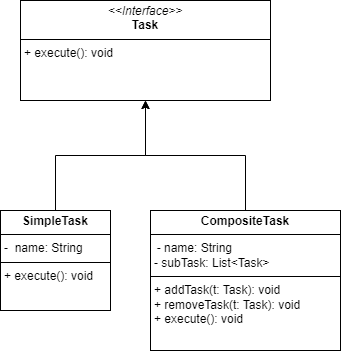 <<Interface>>
Task
+ execute(): void
SimpleTask
- name: String
+ execute(): void
CompositeTask
- name: String
- subTask: List<Task>
+ addTask(t: Task): void
+ removeTask(t: Task): void
+ execute(): void